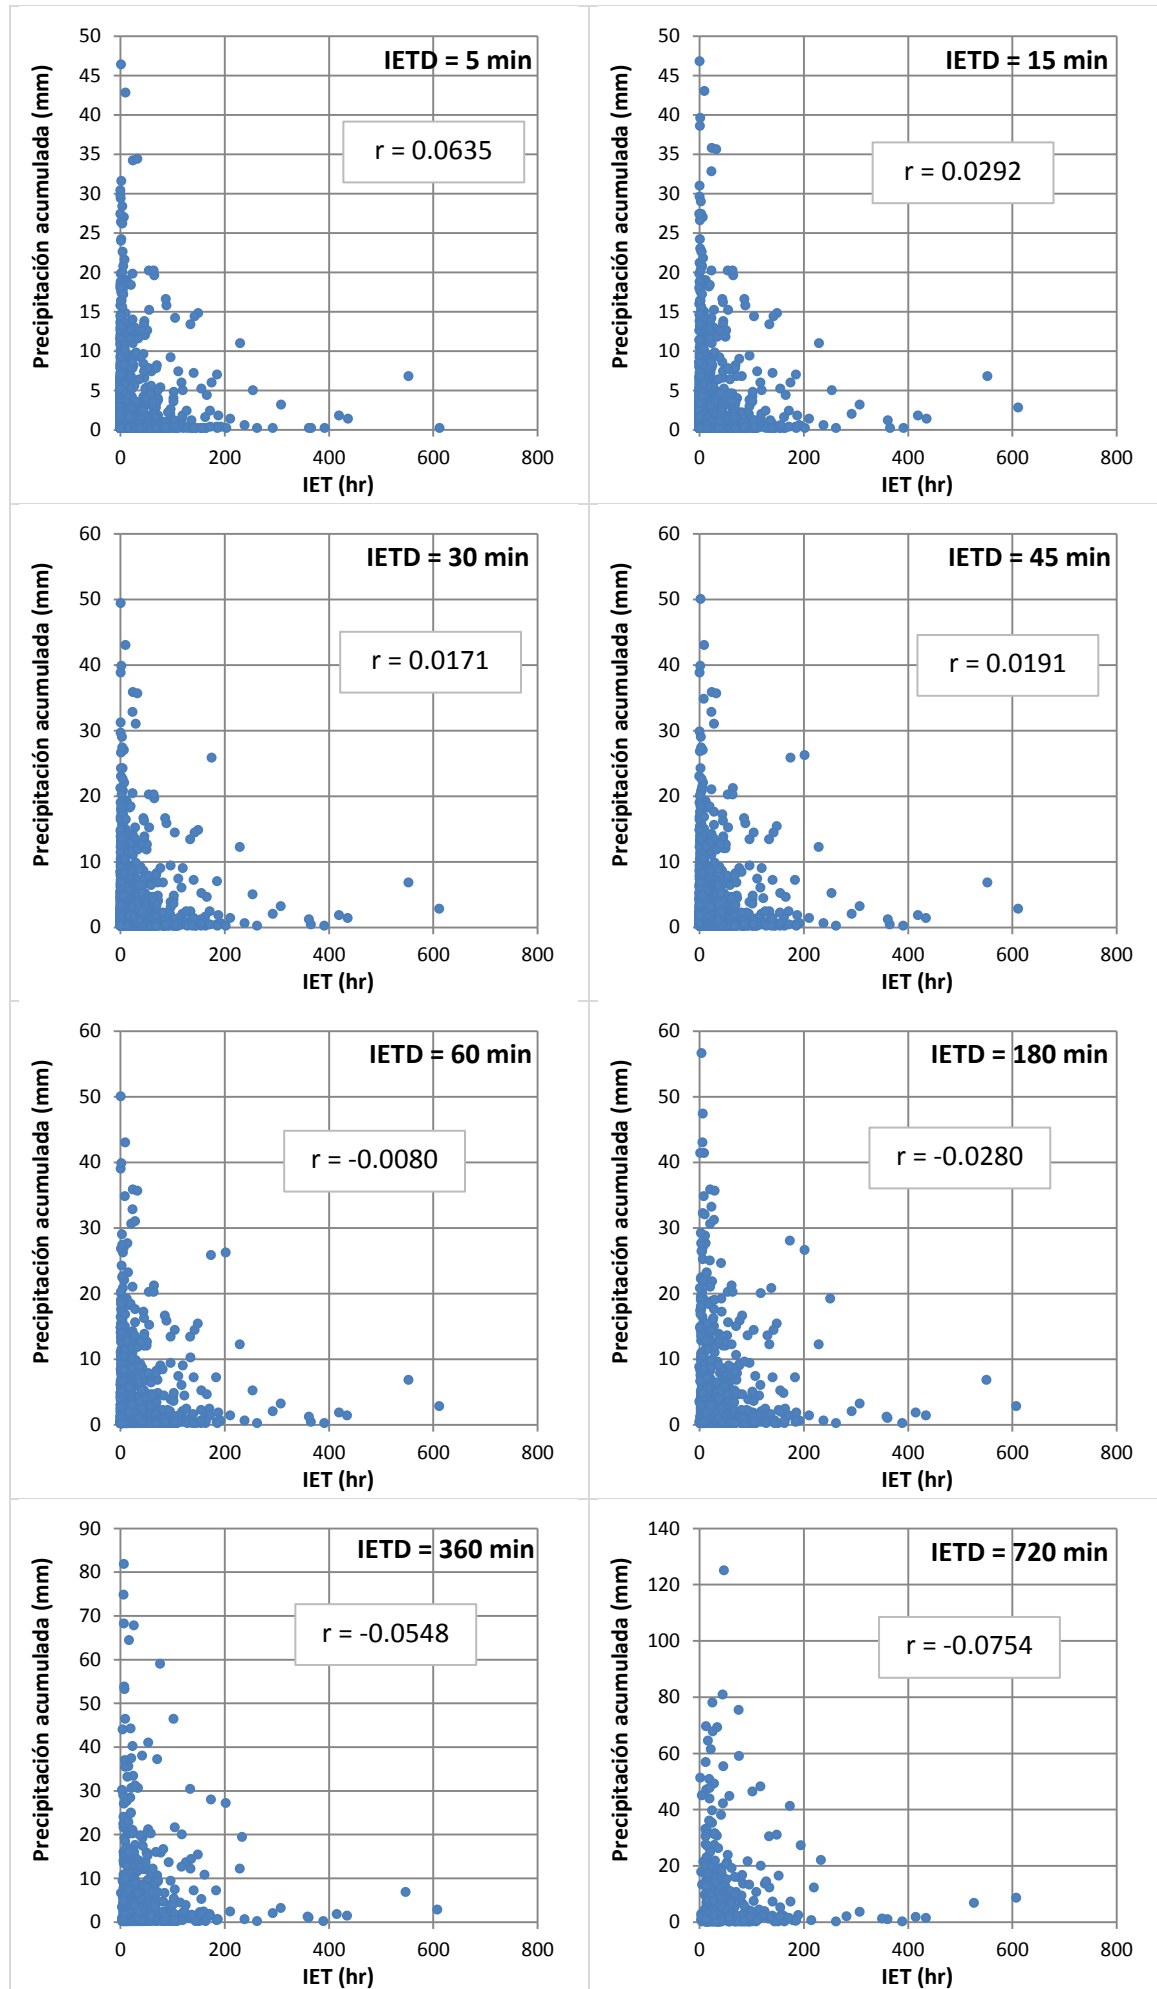 IETD = 5 min
r = 0.0635
Precipitación acumulada (mm)
50
45
40
35
30
25
20
15
10
5
0
0 200 400 600 800
IET (hr)
IETD = 15 min
r = 0.0292
Precipitación acumulada (mm)
50
45
40
35
30
25
20
15
10
5
0
0 200 400 600 800
IET (hr)
IETD = 30 min
r = 0.0171
Precipitación acumulada (mm)
60
50
40
30
20
10
0
0 200 400 600 800
IET (hr)
IETD = 45 min
r = 0.0191
Precipitación acumulada (mm)
60
50
40
30
20
10
0
0 200 400 600 800
IET (hr)
IETD = 60 min
r = -0.0080
Precipitación acumulada (mm)
60
50
40
30
20
10
0
0 200 400 600 800
IET (hr)
IETD = 180 min
r = -0.0280
Precipitación acumulada (mm)
60
50
40
30
20
10
0
0 200 400 600 800
IET (hr)
IETD = 360 min
r = -0.0548
Precipitación acumulada (mm)
90
80
70
60
50
40
30
20
10
0
0 200 400 600 800
IET (hr)
IETD = 720 min
r = -0.0754
Precipitación acumulada (mm)
140
120
100
80
60
40
20
0
0 200 400 600 800
IET (hr)